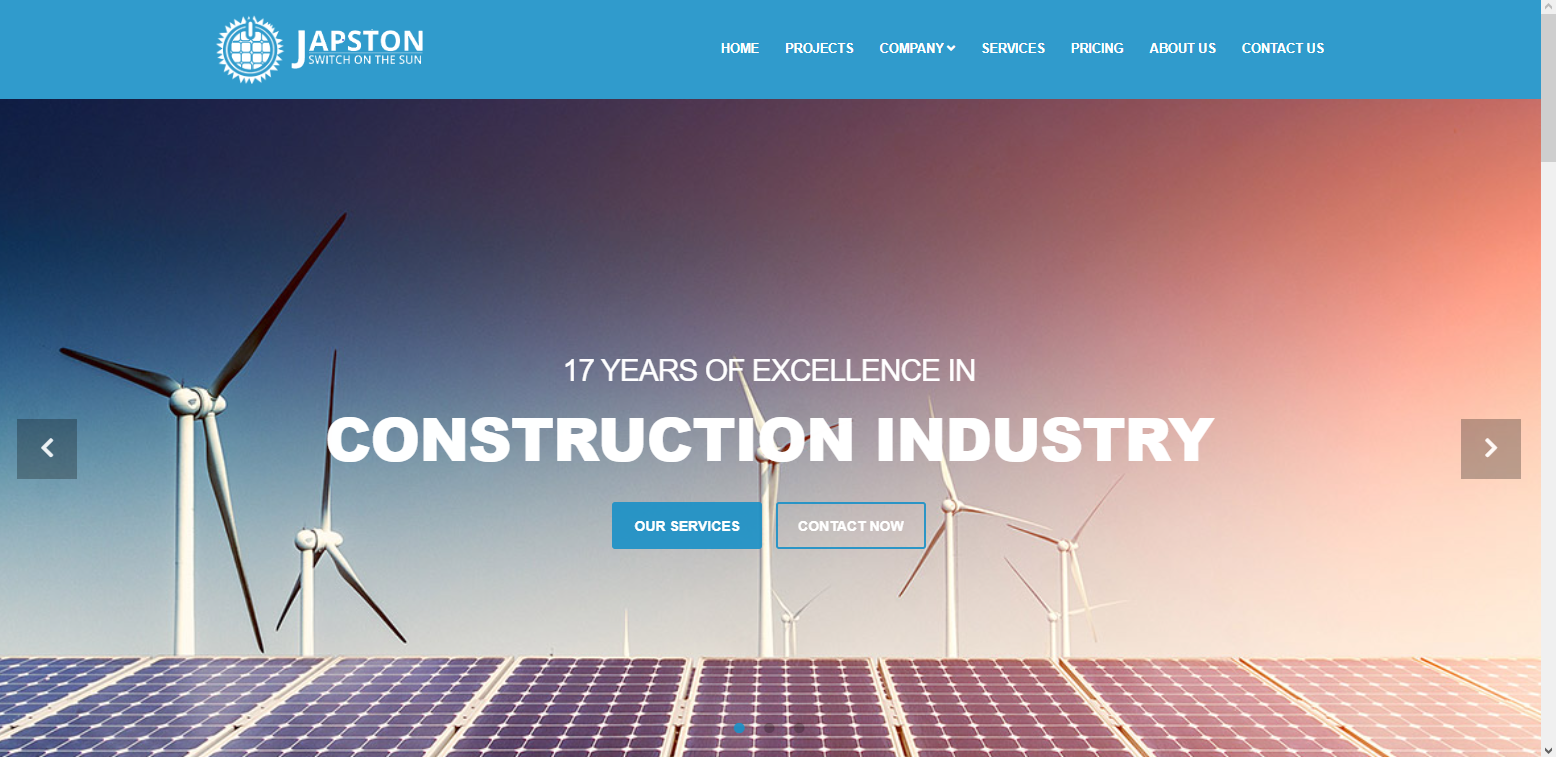 JAPSTON
SWITCH ON THE SUN
HOME PROJECTS COMPANY SERVICES PRICING ABOUT US CONTACT US
17 YEARS OF EXCELLENCE IN
CONSTRUCTION INDUSTRY
OUR SERVICES CONTACT NOW